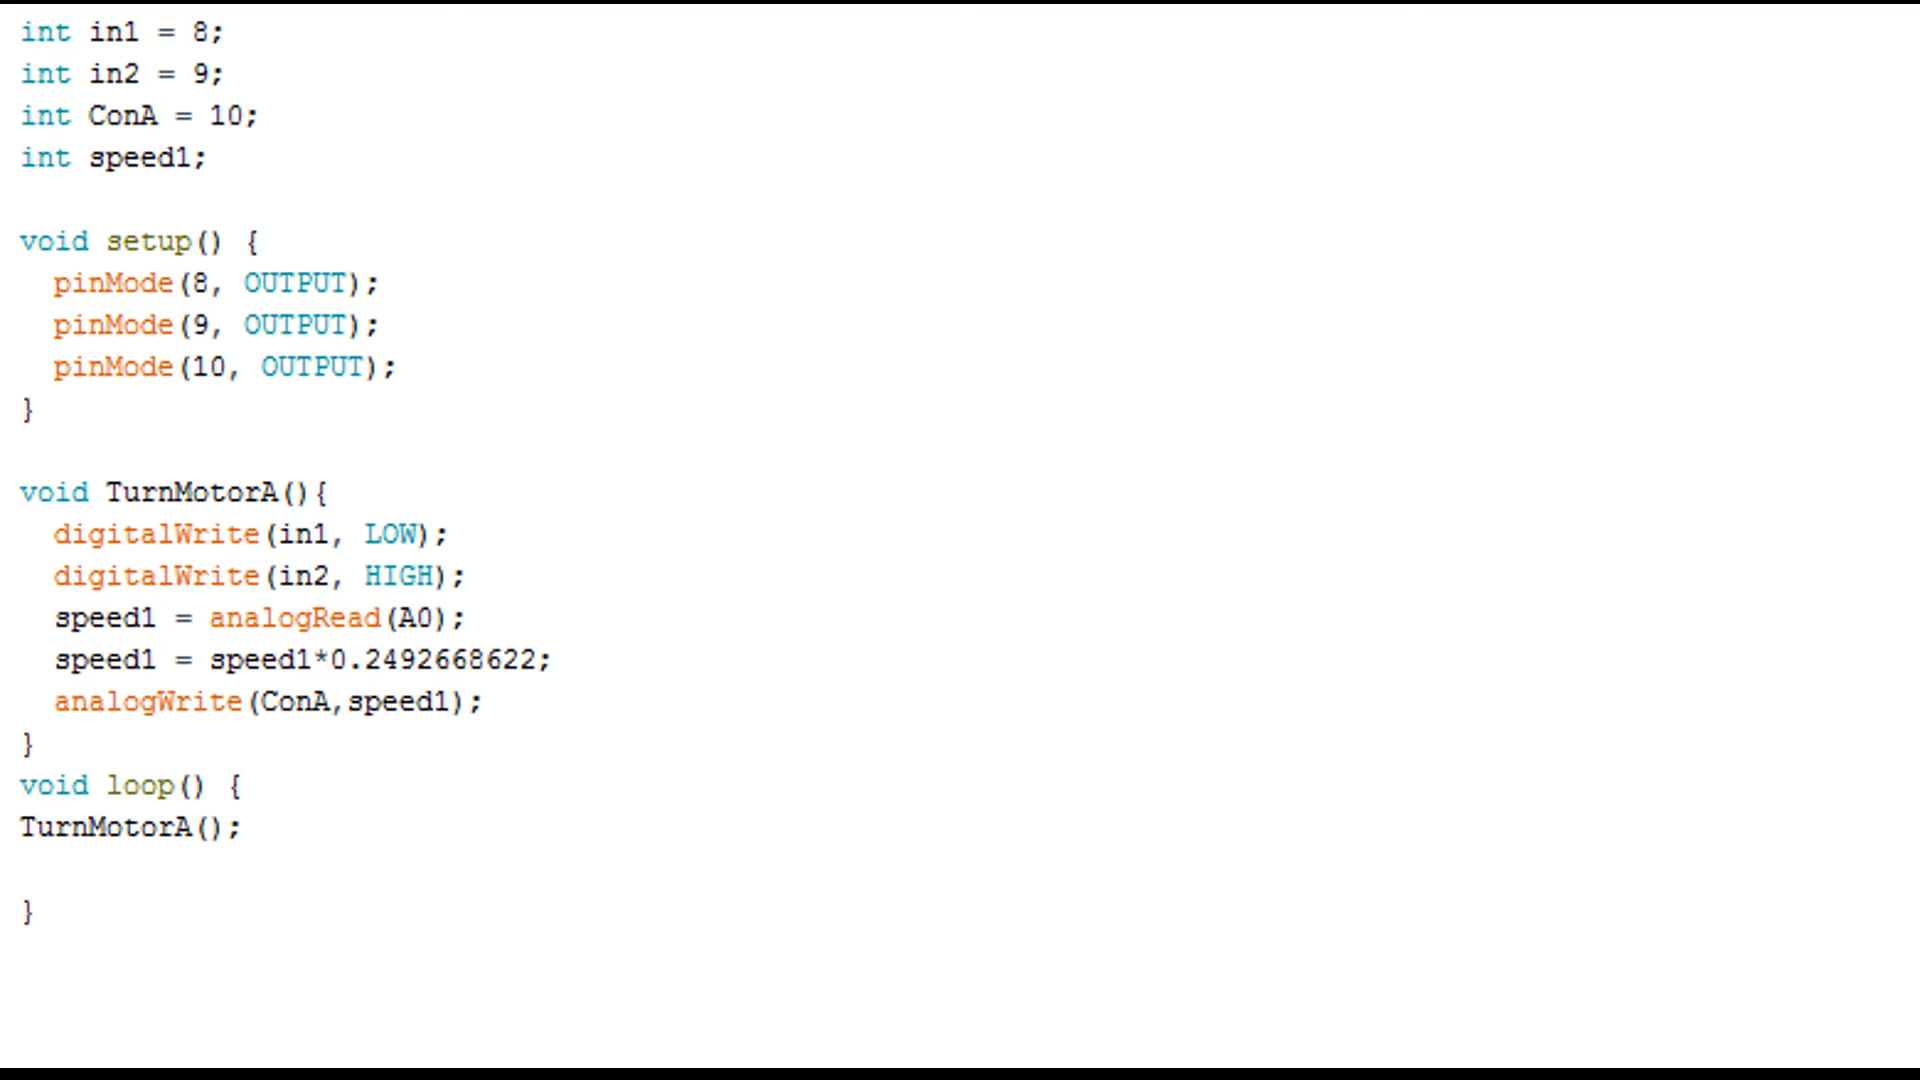 int in1 = 8;
int in2 = 9;
int ConA = 10;
int speed1;
void setup() {
pinMode(8, OUTPUT);
pinMode(9, OUTPUT);
pinMode(10, OUTPUT);
}
void TurnMotorA(){
digitalWrite(in1, LOW);
digitalWrite(in2, HIGH);
speed1 = analogRead(A0);
speed1 = speed1*0.2492668622;
analogWrite(ConA,speed1);
}
void loop() {
TurnMotorA();
}